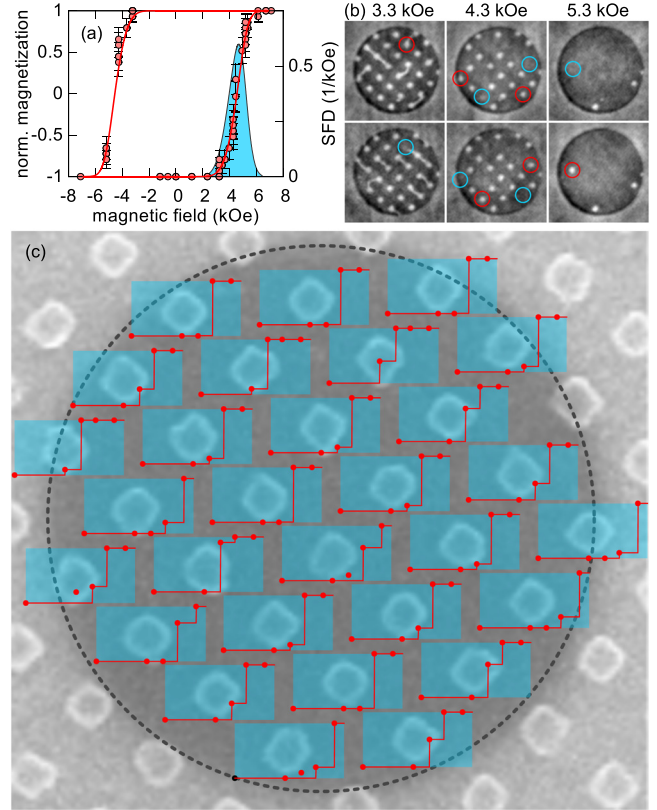 (a)
norm. magnetization
1
0.5
0
-0.5
-1
-8 -6 -4 -2 0 2 4 6 8
magnetic field (kOe)
0.5
0
SFD (1/kOe)
(b) 3.3 kOe 4.3 kOe 5.3 kOe
(c)